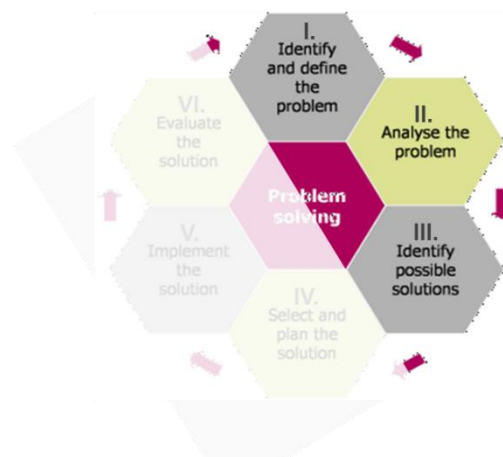 I.
Identify
and define
the
problem
II.
Analyse the
problem
III.
Identify
possible
solutions
IV.
Select and
plan the
solution
V.
Implement
the
solution
VI.
Evaluate
the
solution
Problem
solving